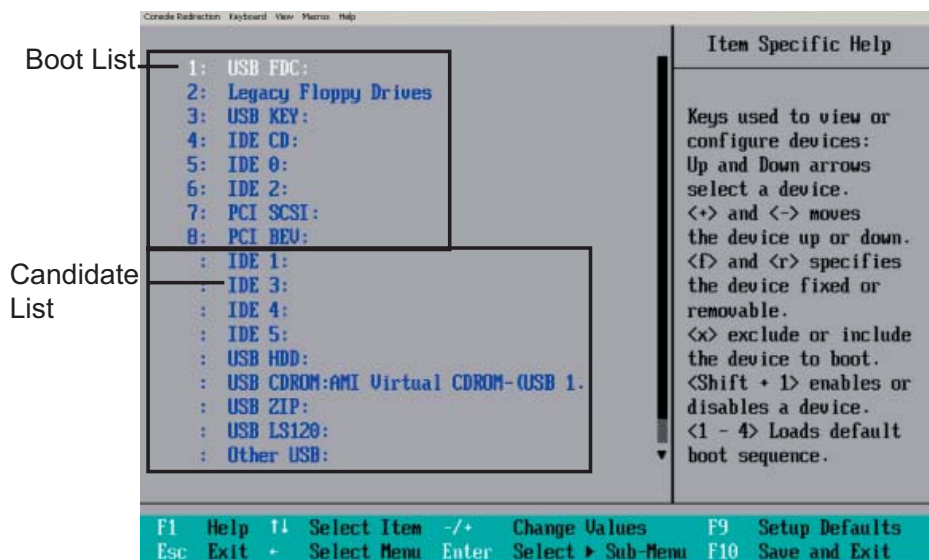 Console Redirection Keyboard View Macros Help
Boot List
1: USB FDC:
2: Legacy Floppy Drives
3: USB KEY:
4: IDE CD:
5: IDE 0:
6: IDE 2:
7: PCI SCSI:
8: PCI BEV:
Candidate
List
: IDE 1:
: IDE 3:
: IDE 4:
: IDE 5:
: USB HDD:
: USB CDROM:AMI Virtual CDROM-(USB 1.
: USB ZIP:
: USB LS120:
: Other USB:
Item Specific Help
Keys used to view or
configure devices:
Up and Down arrows
select a device.
<+> and <-> moves
the device up or down.
<f> and <r> specifies
the device fixed or
removable.
<x> exclude or include
the device to boot.
<Shift + 1> enables or
disables a device.
<1 - 4> Loads default
boot sequence.
F1 Help ↑↓ Select Item -/+ Change Values F9 Setup Defaults
Esc Exit ← Select Menu Enter Select ▶ Sub-Menu F10 Save and Exit